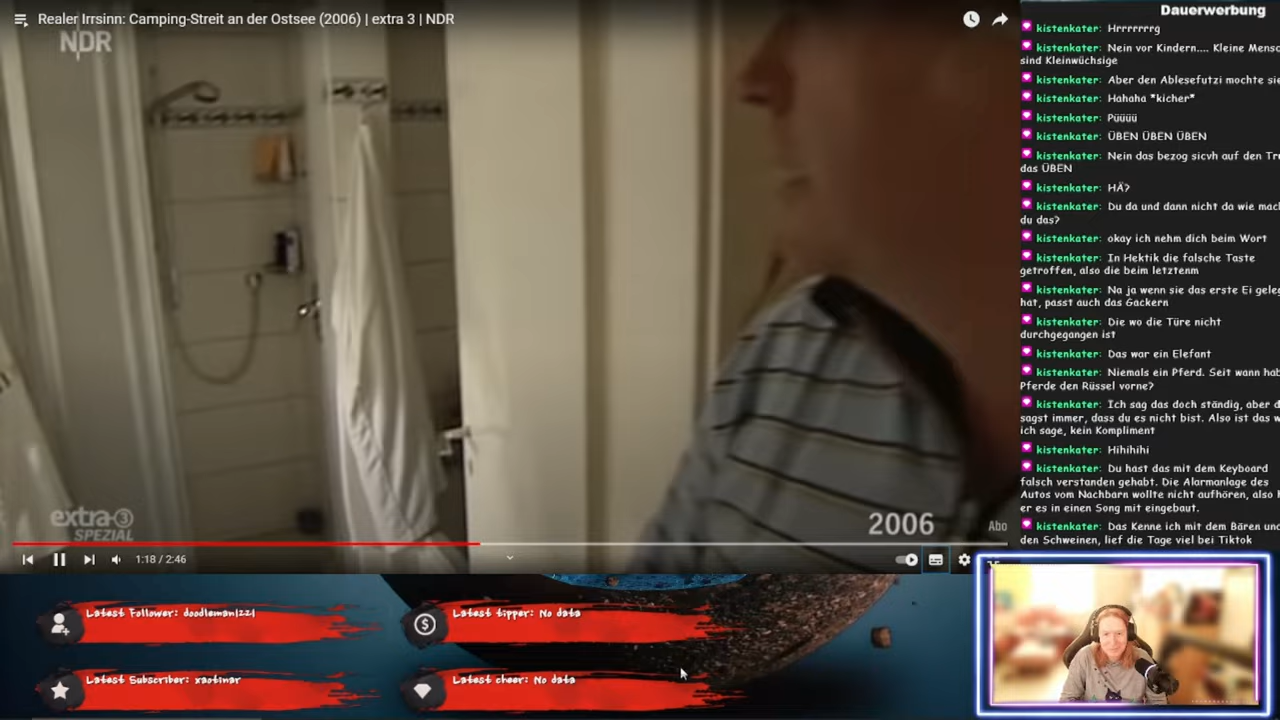 Realer Irrsinn: Camping-Streit an der Ostsee (2006) | extra 3 | NDR
NDR
extra 3
SPEZIAL
2006
Abo
1:18 / 2:46
Dauerwerbung
kistenkater: Hrrrrrrrg
kistenkater: Nein vor Kindern.... Kleine
sind Kleinwüchsige
kistenkater: Aber den Ablesefutzi mochte
kistenkater: Hahaha *kicher*
kistenkater: Püüüü
kistenkater: ÜBEN ÜBEN ÜBEN
kistenkater: Nein das bezog sicvh auf den
das ÜBEN
kistenkater: HÄ?
kistenkater: Du da und dann nicht da wie
du das?
kistenkater: okay ich nehm dich beim Wort
kistenkater: In Hektik die falsche Taste
getroffen, also die beim letztenm
kistenkater: Na ja wenn sie das erste Ei
hat, passt auch das Gackern
kistenkater: Die wo die Türe nicht
durchgegangen ist
kistenkater: Das war ein Elefant
kistenkater: Niemals ein Pferd. Seit wann
Pferde den Rüssel vorne?
kistenkater: Ich sag das doch ständig, aber
sagst immer, dass du es nicht bist. Also ist das
ich sage, kein Kompliment
kistenkater: Hihihihi
kistenkater: Du hast das mit dem Keyboard
falsch verstanden gehabt. Die Alarmanlage des
Autos vom Nachbarn wollte nicht aufhören, also
er es in einen Song mit eingebaut.
kistenkater: Das Kenne ich mit dem Bären
den Schweinen, lief die Tage viel bei Tiktok
Latest Follower: doodleman1221
Latest tipper: No data
Latest Subscriber: xaotinar
Latest cheer: No data